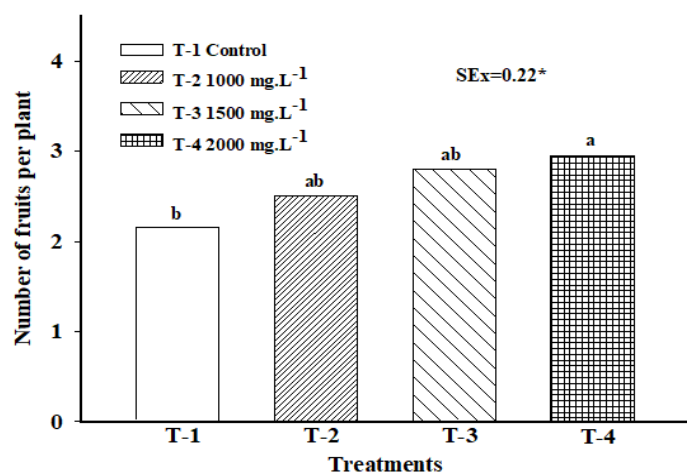 T-1 Control
T-2 1000 mg.L-1
T-3 1500 mg.L-1
T-4 2000 mg.L-1
SEx=0.22*
Number of fruits per plant
4
3
2
1
0
b
ab
ab
a
T-1
T-2
T-3
T-4
Treatments